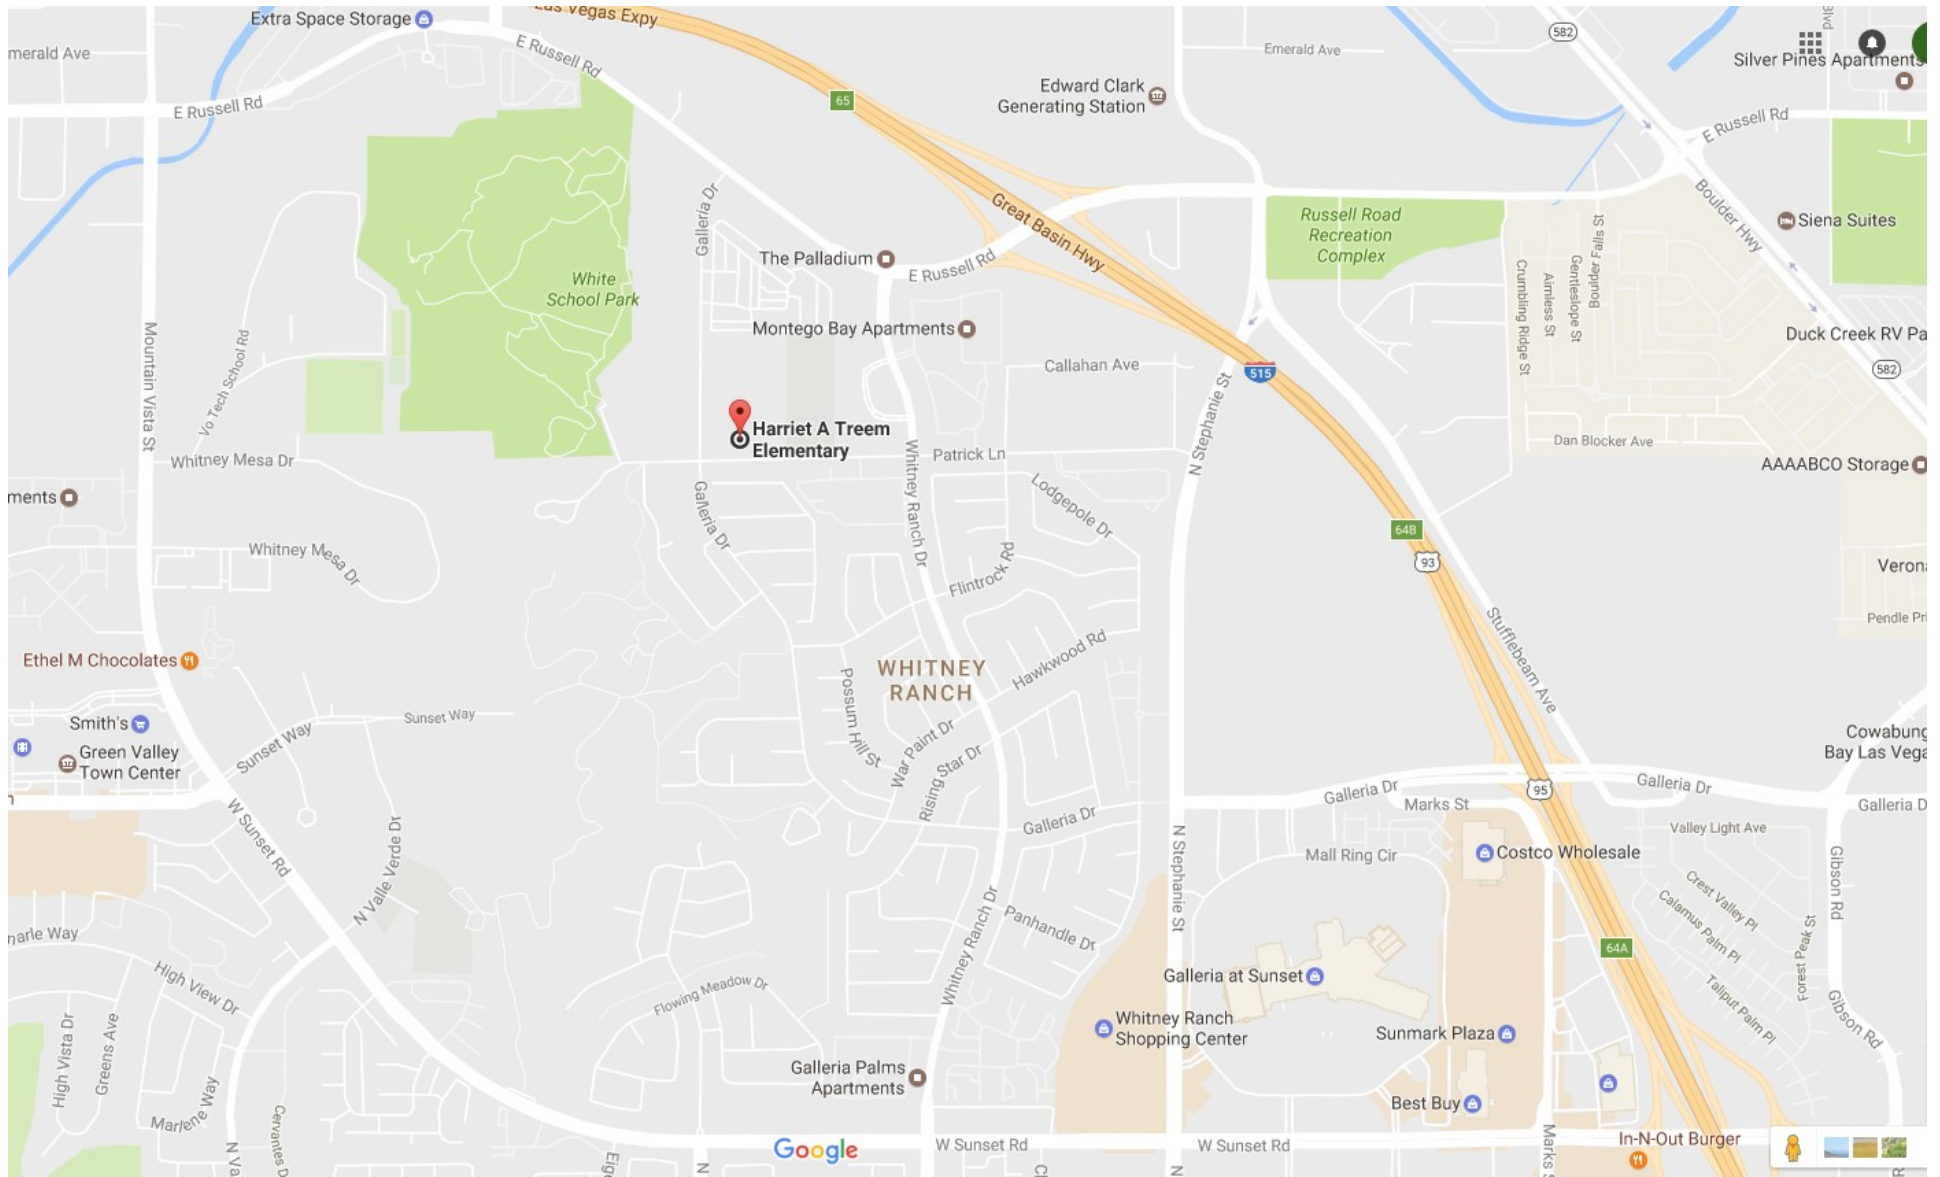 Extra Space Storage
Las Vegas Expy
E Russell Rd
582
Emerald Ave
Silver Pines Apartments
merald Ave
Edward Clark
Generating Station
65
E Russell Rd
E Russell Rd
Boulder Hwy
Galleria Dr
Great Basin Hwy
Russell Road
Recreation
Complex
Siena Suites
The Palladium
E Russell Rd
White
School Park
Boulder Falls St
Gentleslope St
Aimless St
Crumbling Ridge St
Montego Bay Apartments
Duck Creek RV Pa
Mountain Vista St
Vo Tech School Rd
Callahan Ave
515
582
N Stephanie St
Harriet A Treem
Elementary
Dan Blocker Ave
Whitney Mesa Dr
Patrick Ln
AAAABCO Storage
ments
Whitney Ranch Dr
Lodgepole Dr
Galleria Dr
64B
Whitney Mesa Dr
93
Verona
Flintrock Rd
Pendle Pri
Stufflebeam Ave
Ethel M Chocolates
WHITNEY
RANCH
Hawkwood Rd
Possum Hill St
Smith's
Sunset Way
Sunset Way
War Paint Dr
Rising Star Dr
Green Valley
Town Center
Cowabung
Bay Las Vega
Galleria Dr
Marks St
95
Galleria Dr
Galleria D
W Sunset Rd
Galleria Dr
Valley Light Ave
N Valle Verde Dr
N Stephanie St
Mall Ring Cir
Costco Wholesale
Gibson Rd
Crest Valley Pl
Calamus Palm Pl
narle Way
Panhandle Dr
64A
Forest Peak St
High View Dr
Whitney Ranch Dr
Galleria at Sunset
Taliput Palm Pl
Flowing Meadow Dr
Gibson Rd
High Vista Dr
Greens Ave
Whitney Ranch
Shopping Center
Sunmark Plaza
Galleria Palms
Apartments
Marlene Way
Best Buy
Cervantes D
Google
W Sunset Rd
W Sunset Rd
In-N-Out Burger
N Va
Eig
N
N
Marks S